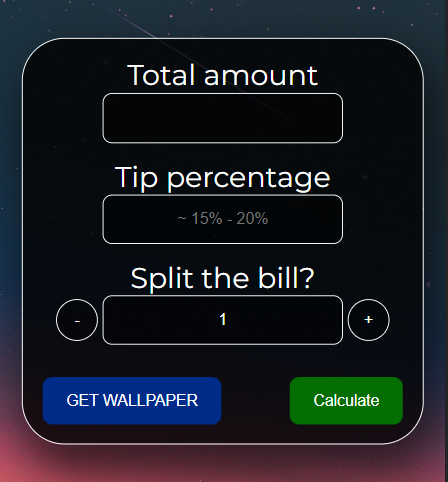 Total amount
Tip percentage
~ 15% - 20%
Split the bill?
- 1 +
GET WALLPAPER Calculate